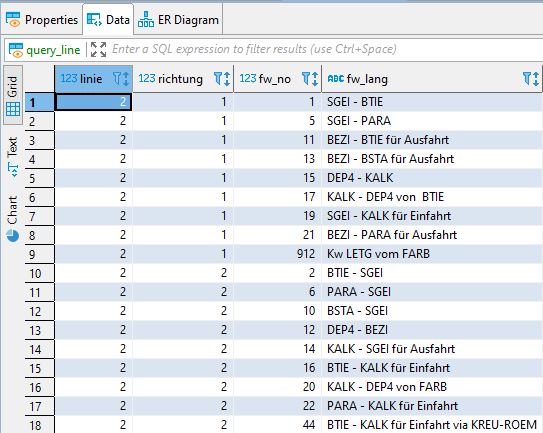 Properties Data ER Diagram
query_line Enter a SQL expression to filter results (use Ctrl+Space)
Grid
Text
Chart
123 linie 123 richtung 123 fw_no ABC fw_lang
1 2 1 1 SGEI - BTIE
2 2 1 5 SGEI - PARA
3 2 1 11 BEZI - BTIE für Ausfahrt
4 2 1 13 BEZI - BSTA für Ausfahrt
5 2 1 15 DEP4 - KALK
6 2 1 17 KALK - DEP4 von  BTIE
7 2 1 19 SGEI - KALK für Einfahrt
8 2 1 21 BEZI - PARA für Ausfahrt
9 2 1 912 Kw LETG vom FARB
10 2 2 2 BTIE - SGEI
11 2 2 6 PARA - SGEI
12 2 2 10 BSTA - SGEI
13 2 2 12 DEP4 - BEZI
14 2 2 14 KALK - SGEI für Ausfahrt
15 2 2 16 BTIE - KALK für Einfahrt
16 2 2 20 KALK - DEP4 von FARB
17 2 2 22 PARA - KALK für Einfahrt
18 2 2 44 BTIE - KALK für Einfahrt via KREU-ROEM